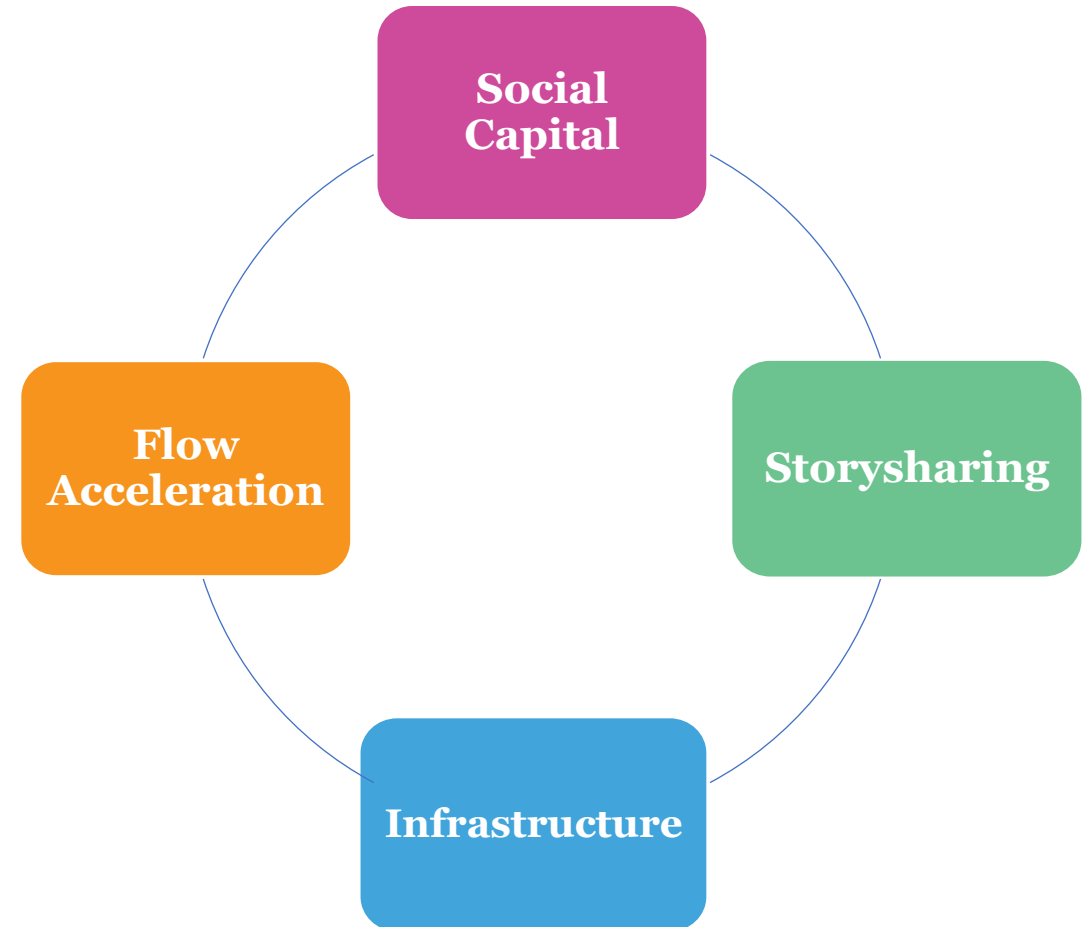 Social
Capital
Storysharing
Infrastructure
Flow
Acceleration